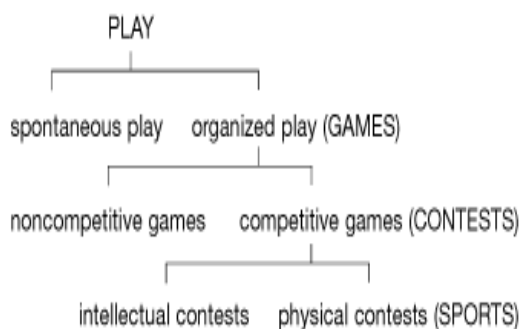 PLAY
spontaneous play organized play (GAMES)
noncompetitive games competitive games (CONTESTS)
intellectual contests physical contests (SPORTS)